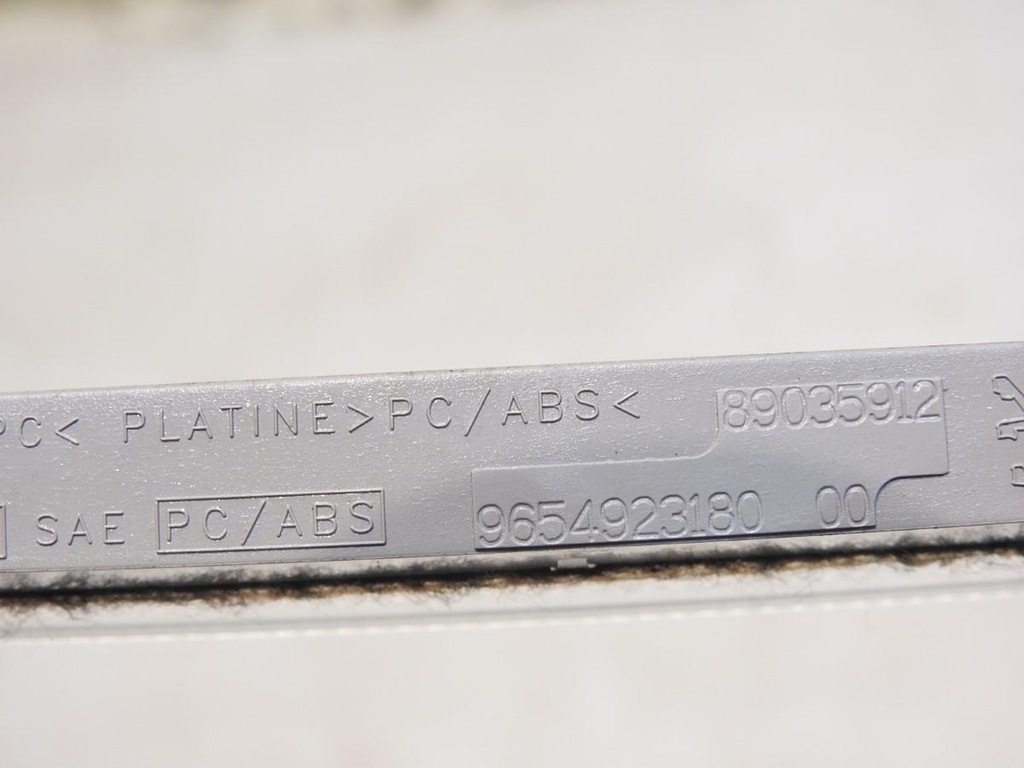 PC< PLATINE>PC/ABS< 89035912
SAE PC/ABS 9654923180 00